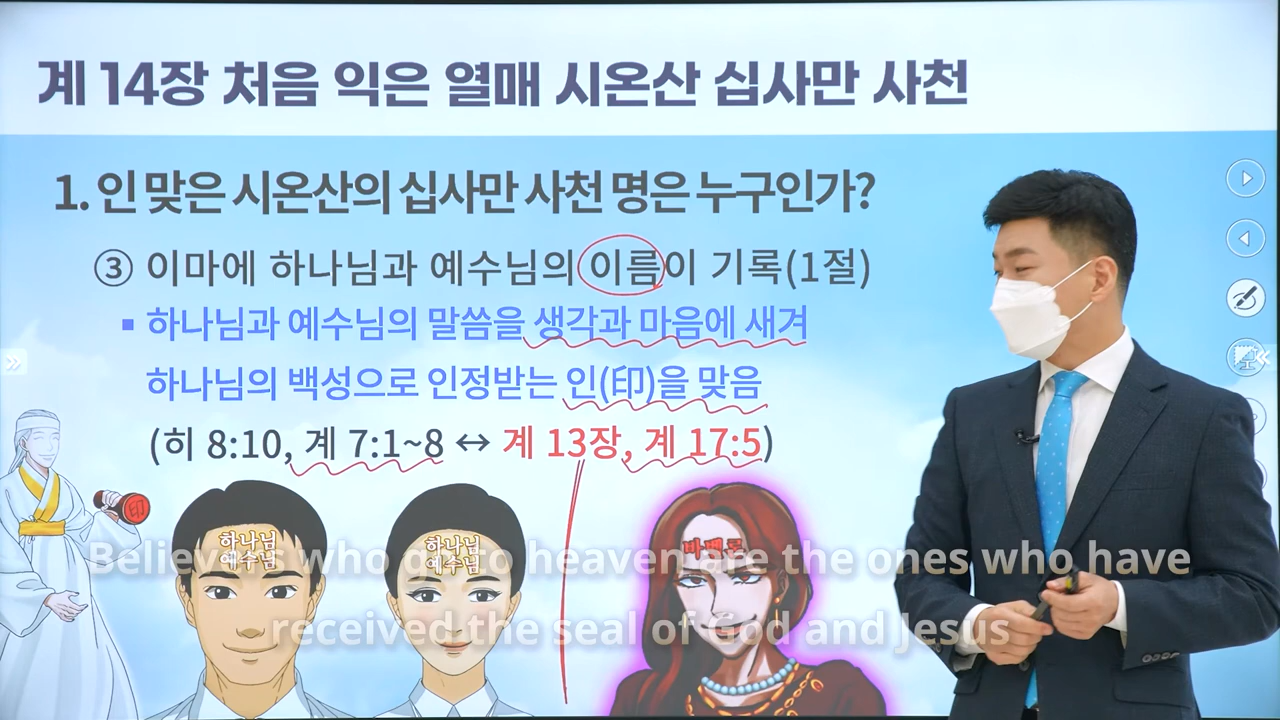 계 14장 처음 익은 열매 시온산 십사만 사천
1. 인 맞은 시온산의 십사만 사천 명은 누구인가?
③ 이마에 하나님과 예수님의 이름이 기록(1절)
▪ 하나님과 예수님의 말씀을 생각과 마음에 새겨
하나님의 백성으로 인정받는 인(印)을 맞음
(히 8:10, 계 7:1~8 ↔ 계 13장, 계 17:5)
印
하나님
예수님
하나님
예수님
바벨론
Believers who go to heaven are the ones who have
received the seal of God and Jesus